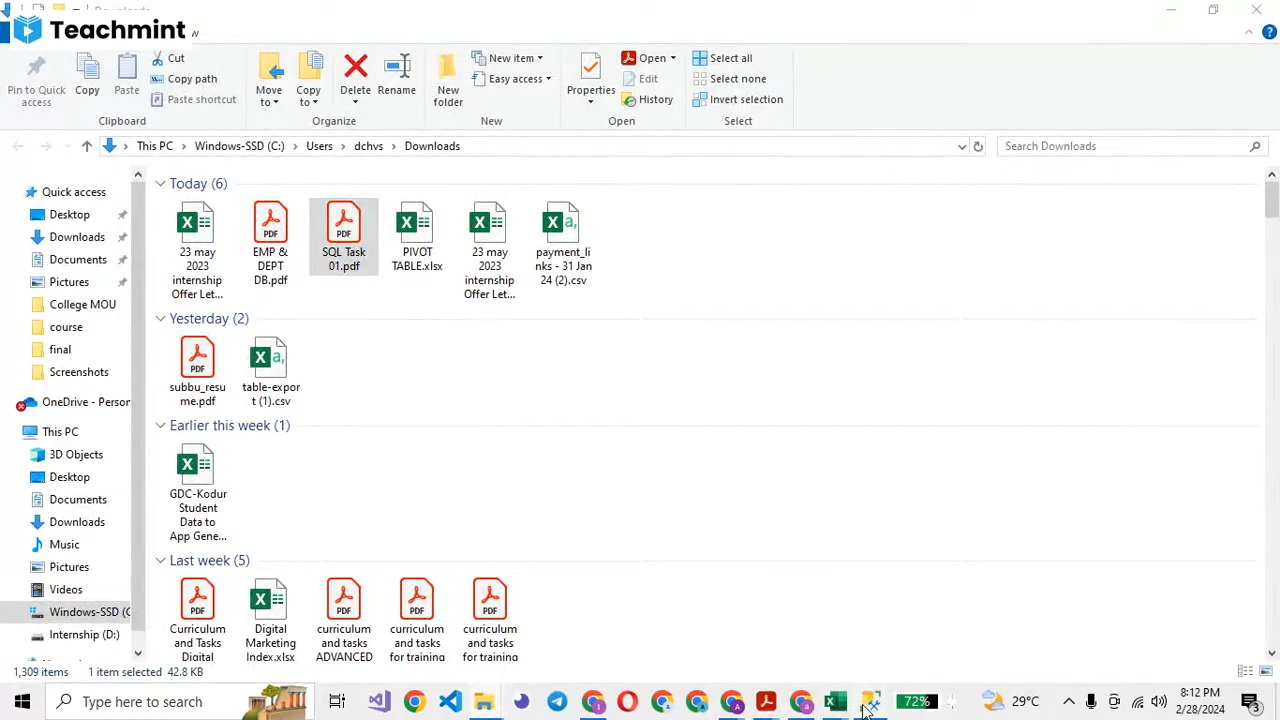 Teachmint
Cut
Copy path
Paste shortcut
Pin to Quick access
Copy
Paste
Clipboard
Move to
Copy to
Delete
Rename
Organize
New item
Easy access
New folder
New
Properties
Open
Edit
History
Open
Select all
Select none
Invert selection
Select
This PC > Windows-SSD (C:) > Users > dchvs > Downloads
Search Downloads
Quick access
Desktop
Downloads
Documents
Pictures
College MOU
course
final
Screenshots
OneDrive - Person
This PC
3D Objects
Desktop
Documents
Downloads
Music
Pictures
Videos
Windows-SSD (C
Internship (D:)
Today (6)
23 may
2023
internship
Offer Let...
EMP &
DEPT
DB.pdf
SQL Task
01.pdf
PIVOT
TABLE.xlsx
23 may
2023
internship
Offer Let...
payment_li
nks - 31 Jan
24 (2).csv
Yesterday (2)
subbu_resu
me.pdf
table-expor
t (1).csv
Earlier this week (1)
GDC-Kodur
Student
Data to
App Gene...
Last week (5)
Curriculum
and Tasks
Digital
Digital
Marketing
Index.xlsx
curriculum
and tasks
ADVANCED
curriculum
and tasks
for training
curriculum
and tasks
for training
1,309 items
1 item selected 42.8 KB
Type here to search
72%
29°C
8:12 PM
2/28/2024
3